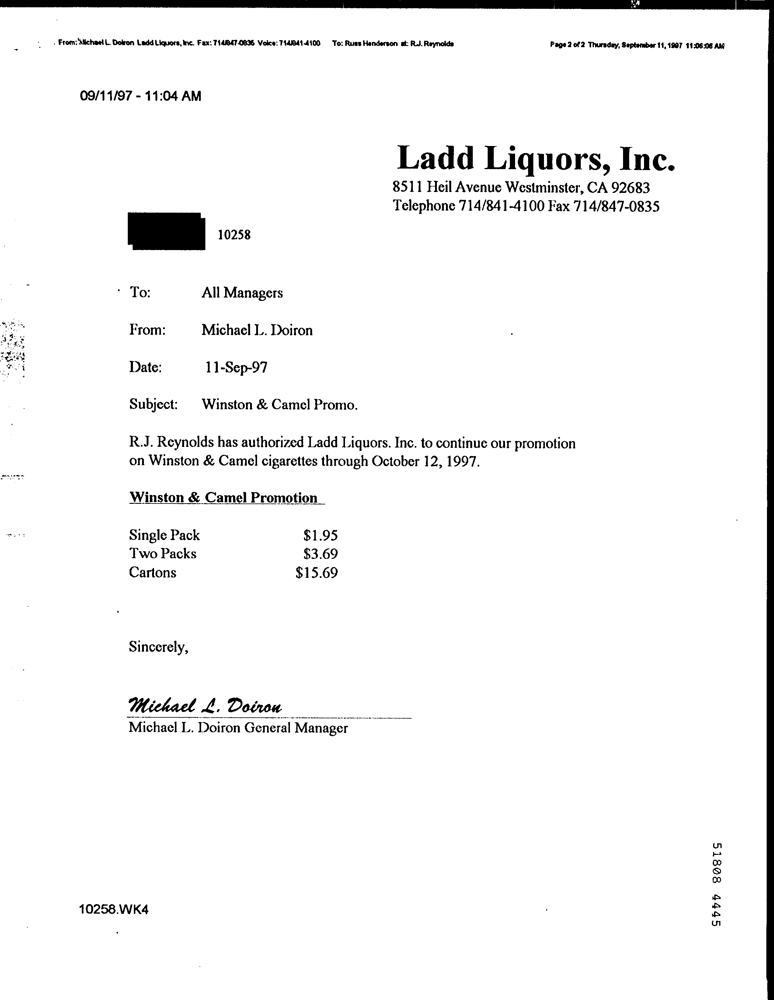 From: Michael L. Doiron Ladd Liquors, Inc. Fax: 714/847-0835 Voice: 714/841-4100 To: Russ Henderson at: R.J. Reynolds Page 2 of 2 Thursday, September 11, 1997 11:06:06 AM
09/11/97 - 11:04 AM
Ladd Liquors, Inc.
8511 Heil Avenue Westminster, CA 92683
Telephone 714/841-4100 Fax 714/847-0835
10258
To: All Managers
From: Michael L. Doiron
Date: 11-Sep-97
Subject: Winston & Camel Promo.
R.J. Reynolds has authorized Ladd Liquors. Inc. to continue our promotion
on Winston & Camel cigarettes through October 12, 1997.
Winston & Camel Promotion
Single Pack $1.95
Two Packs $3.69
Cartons $15.69
Sincerely,
Michael L. Doiron
Michael L. Doiron General Manager
51808 4445
10258.WK4